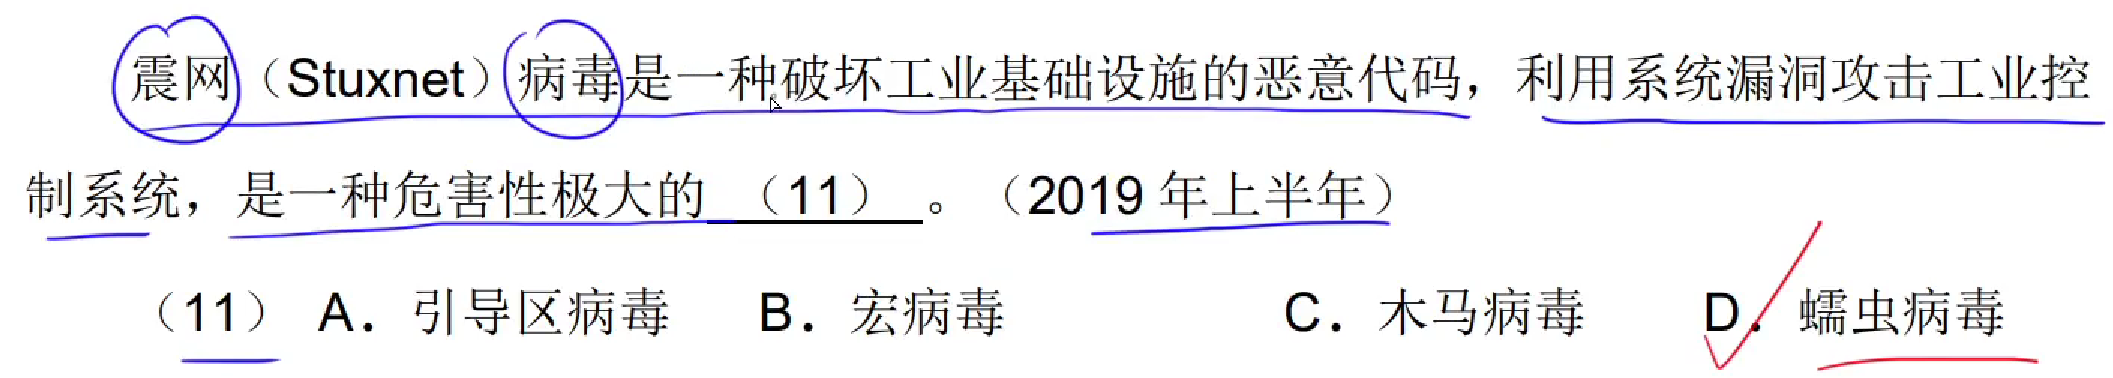 震网（Stuxnet）病毒是一种破坏工业基础设施的恶意代码，利用系统漏洞攻击工业控
制系统，是一种危害性极大的 （11） 。（2019 年上半年）
（11） A． 引导区病毒 B． 宏病毒 C． 木马病毒 D． 蠕虫病毒